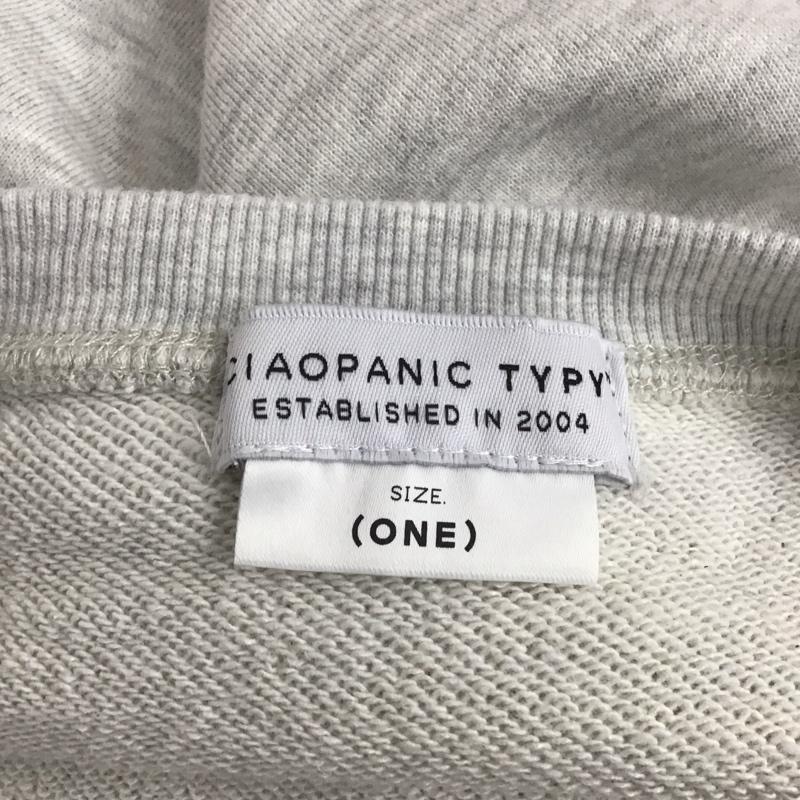 CIAOPANIC TYPY
ESTABLISHED IN 2004
SIZE.
(ONE)